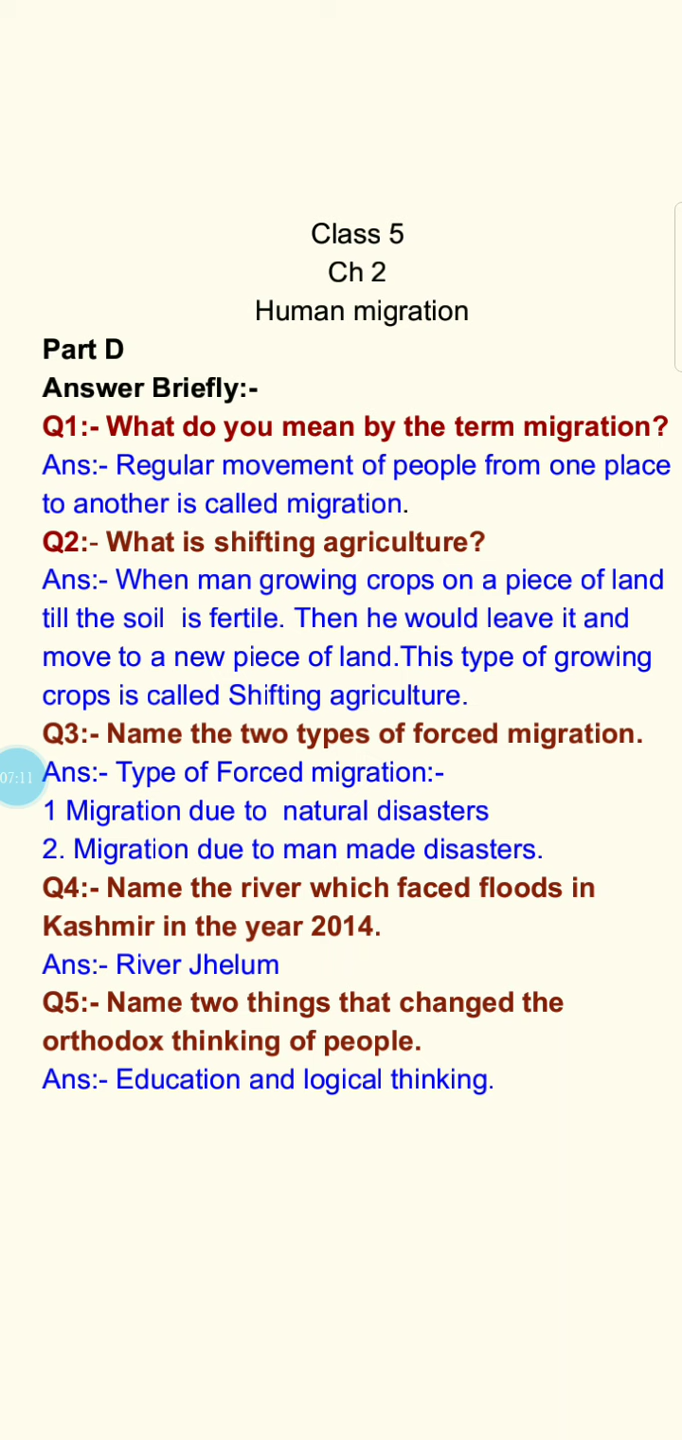 Class 5
Ch 2
Human migration
Part D
Answer Briefly:-
Q1:- What do you mean by the term migration?
Ans:- Regular movement of people from one place
to another is called migration.
Q2:- What is shifting agriculture?
Ans:- When man growing crops on a piece of land
till the soil  is fertile. Then he would leave it and
move to a new piece of land.This type of growing
crops is called Shifting agriculture.
Q3:- Name the two types of forced migration.
07:11
Ans:- Type of Forced migration:-
1 Migration due to  natural disasters
2. Migration due to man made disasters.
Q4:- Name the river which faced floods in
Kashmir in the year 2014.
Ans:- River Jhelum
Q5:- Name two things that changed the
orthodox thinking of people.
Ans:- Education and logical thinking.